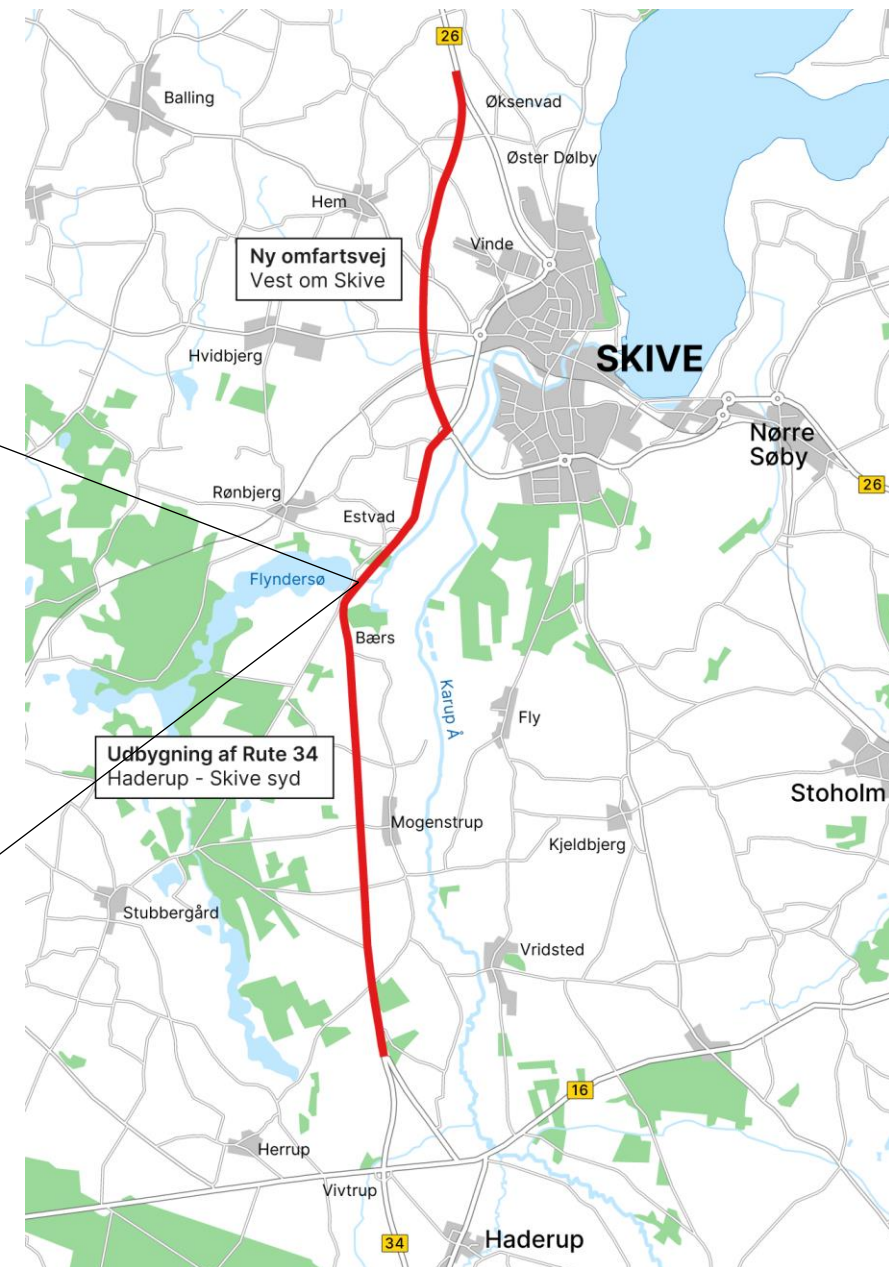 26
Balling
Øksenvad
Øster Dølby
Hem
Vinde
Ny omfartsvej
Vest om Skive
Hvidbjerg
SKIVE
Nørre
Søby
26
Rønbjerg
Estvad
Flyndersø
Bærs
Karup Å
Fly
Udbygning af Rute 34
Haderup - Skive syd
Stoholm
Mogenstrup
Kjeldbjerg
Stubbergård
Vridsted
16
Herrup
Vivtrup
34
Haderup